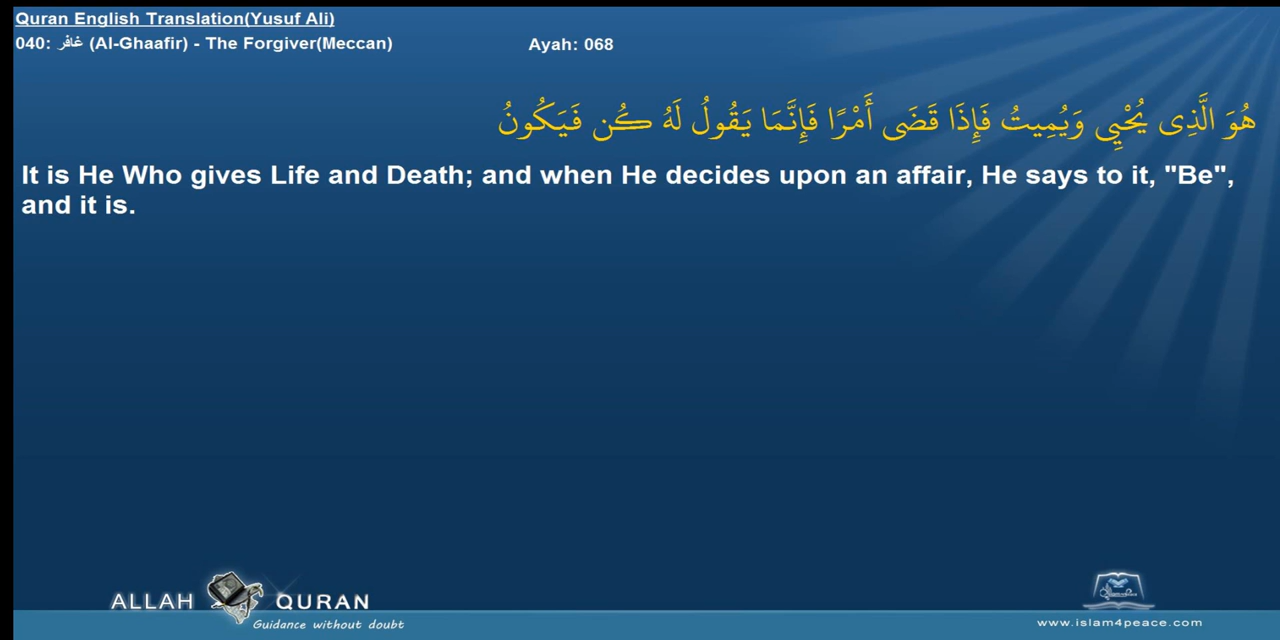 Quran English Translation(Yusuf Ali)
040: غافر (Al-Ghaafir) - The Forgiver(Meccan) Ayah: 068
هُوَ الَّذِى يُحْيِي وَيُمِيتُ فَإِذَا قَضَى أَمْرًا فَإِنَّمَا يَقُولُ لَهُ كُن فَيَكُونُ
It is He Who gives Life and Death; and when He decides upon an affair, He says to it, "Be",
and it is.
ALLAH QURAN
Guidance without doubt
www.islam4peace.com